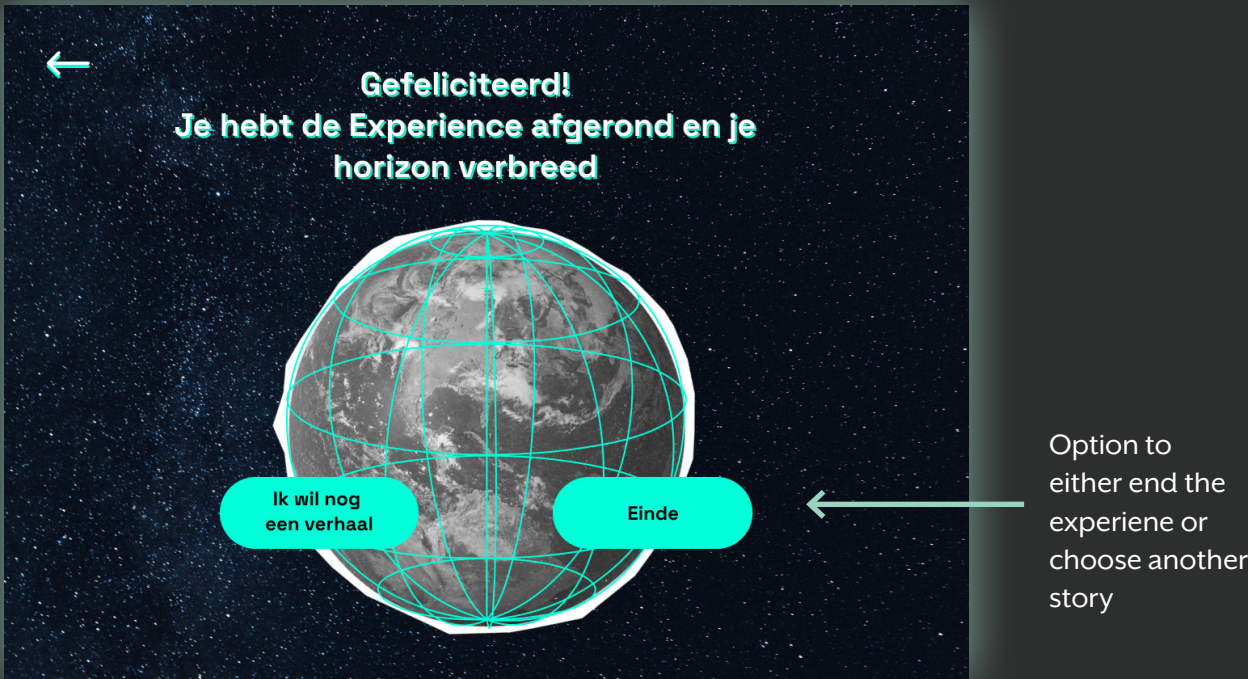 Gefeliciteerd!
Je hebt de Experience afgerond en je
horizon verbreed
Ik wil nog
een verhaal
Einde
Option to
either end the
experiene or
choose another
story